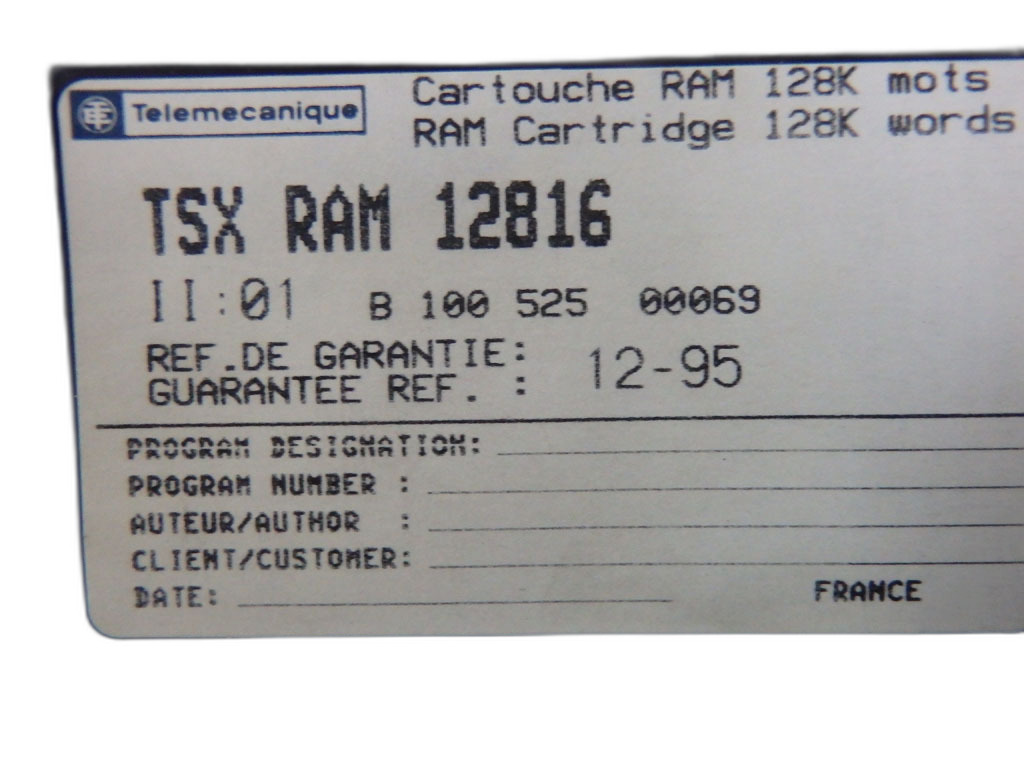 Telemecanique
Cartouche RAM 128K mots
RAM Cartridge 128K words
TSX RAM 12816
II:01 B 100 525 00069
REF.DE GARANTIE:
GUARANTEE REF. : 12-95
PROGRAM DESIGNATION:
PROGRAM NUMBER :
AUTEUR/AUTHOR :
CLIENT/CUSTOMER:
DATE:
FRANCE